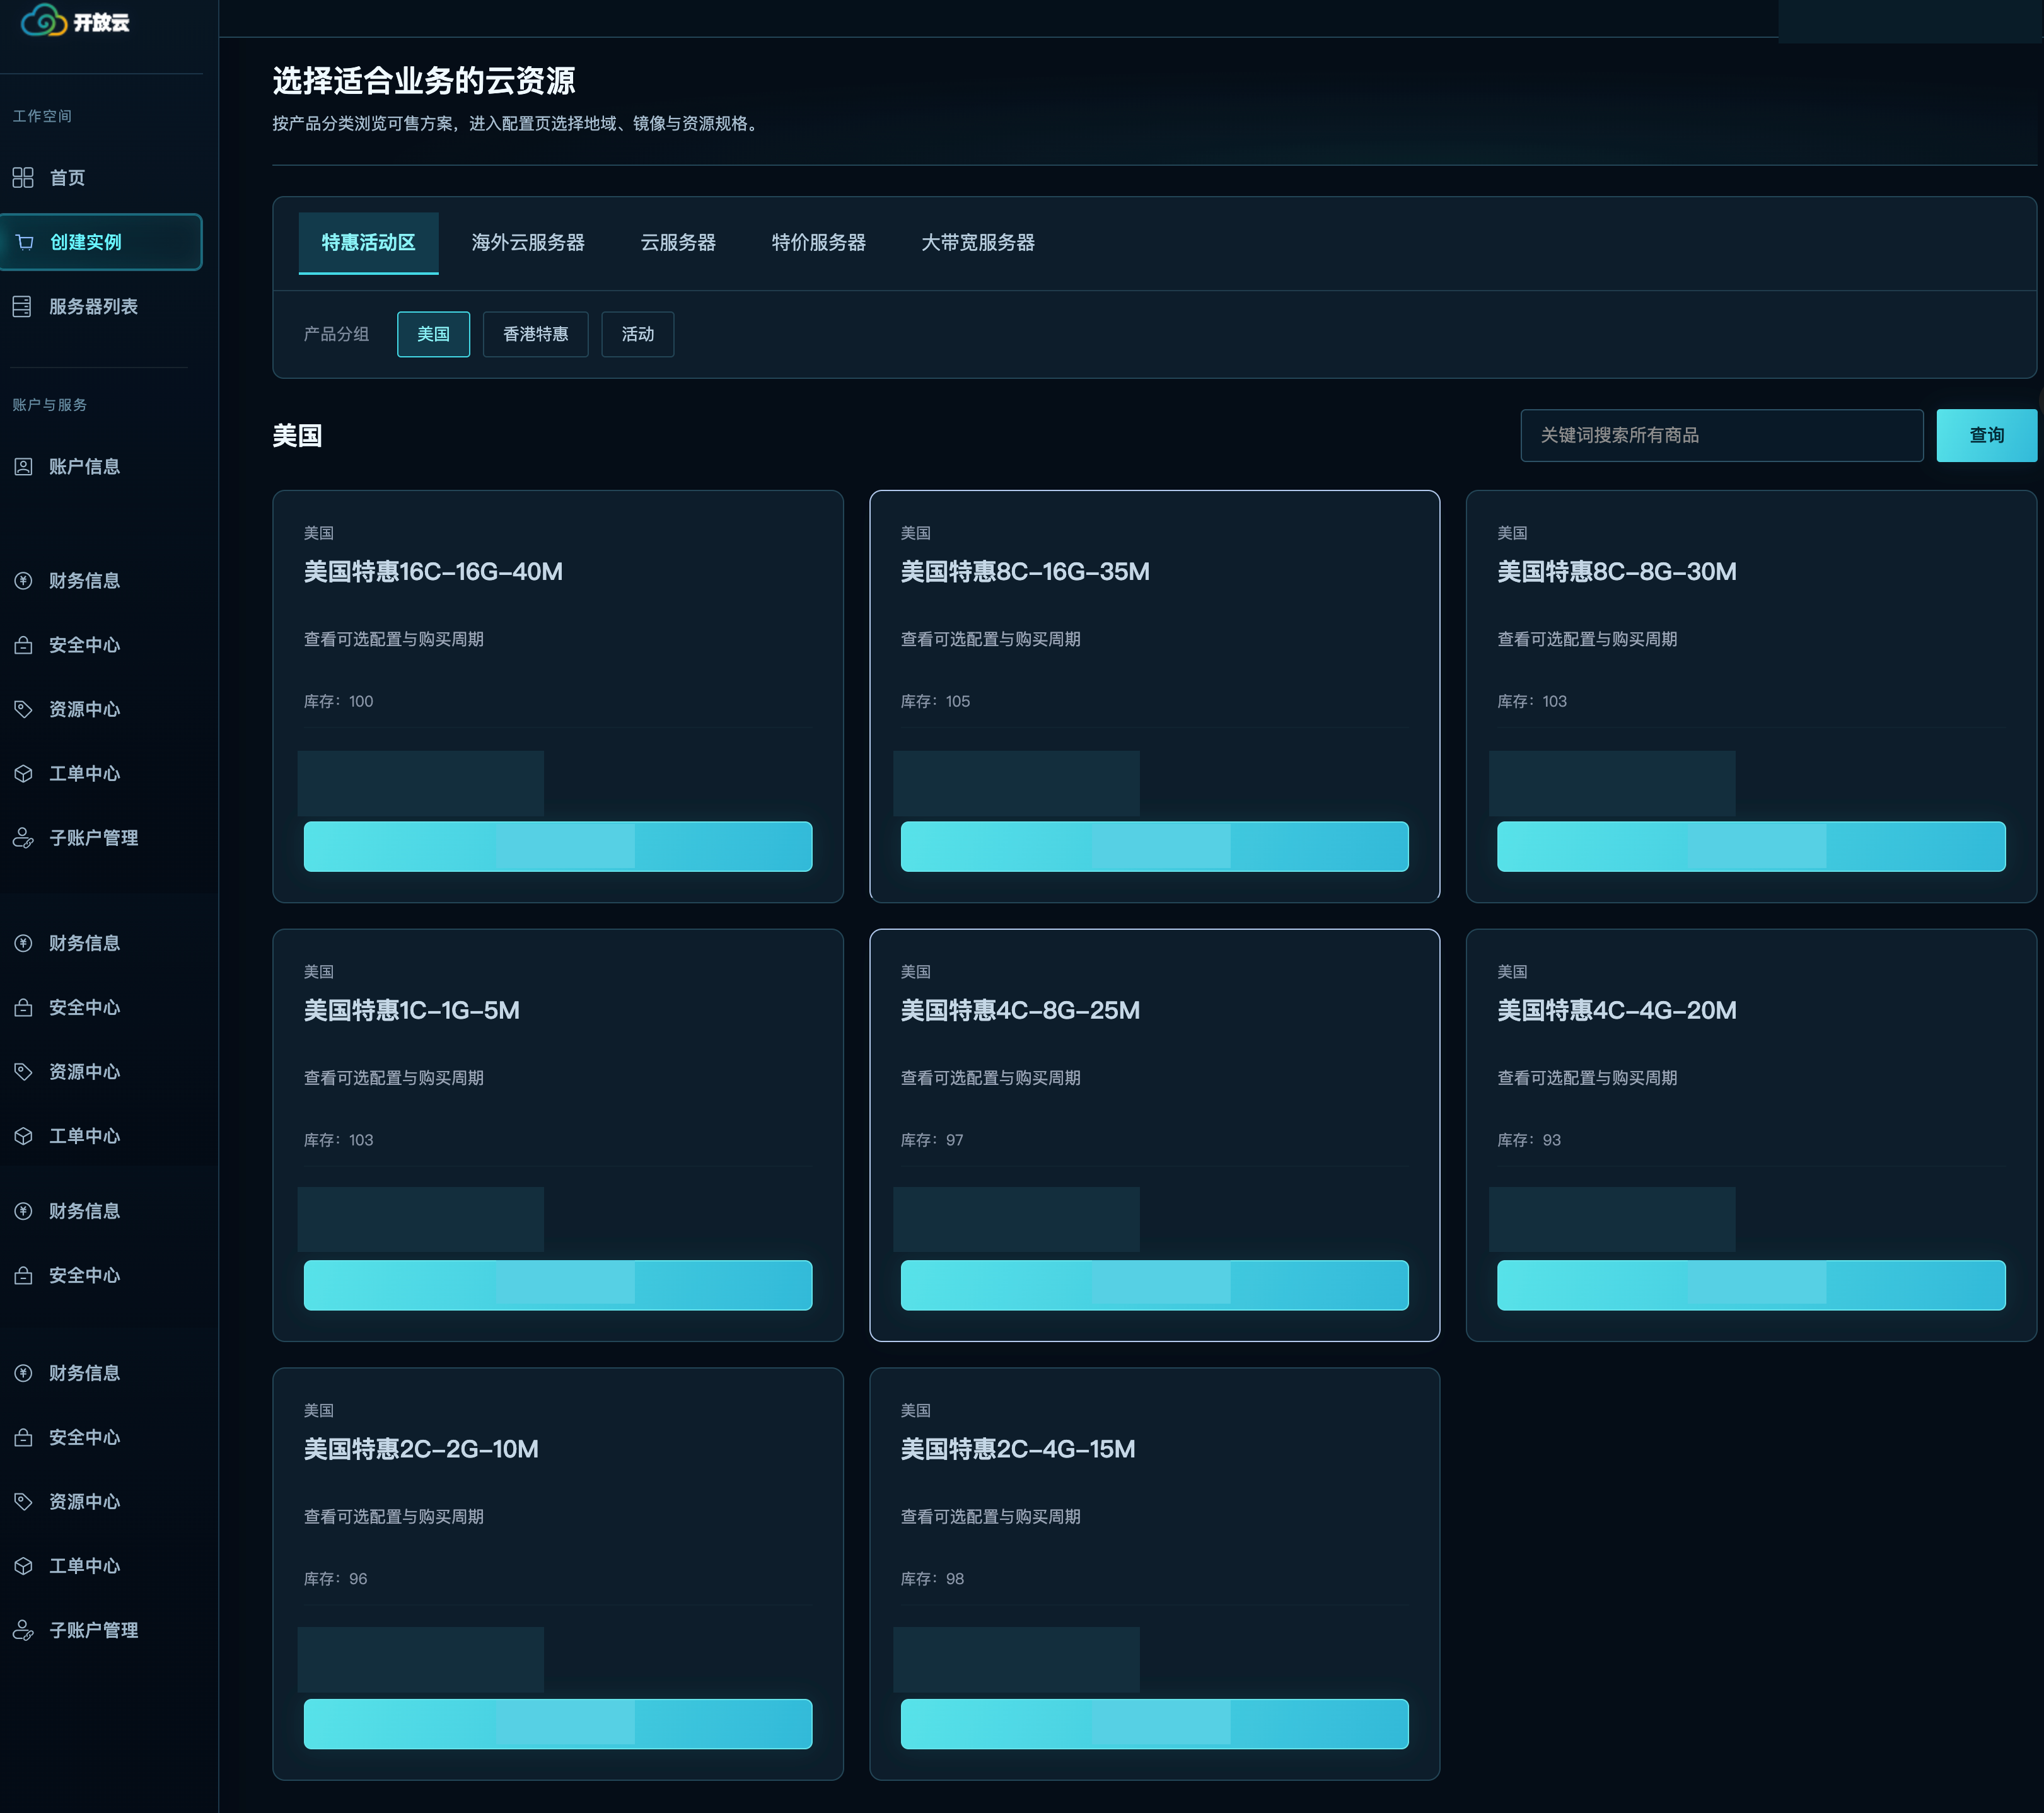 开放云
工作空间
首页
创建实例
服务器列表
账户与服务
账户信息
财务信息
安全中心
资源中心
工单中心
子账户管理
财务信息
安全中心
资源中心
工单中心
财务信息
安全中心
财务信息
安全中心
资源中心
工单中心
子账户管理
选择适合业务的云资源
按产品分类浏览可售方案，进入配置页选择地域、镜像与资源规格。
特惠活动区 海外云服务器 云服务器 特价服务器 大带宽服务器
产品分组 美国 香港特惠 活动
美国
关键词搜索所有商品 查询
美国
美国特惠16C-16G-40M
查看可选配置与购买周期
库存：100
美国
美国特惠8C-16G-35M
查看可选配置与购买周期
库存：105
美国
美国特惠8C-8G-30M
查看可选配置与购买周期
库存：103
美国
美国特惠1C-1G-5M
查看可选配置与购买周期
库存：103
美国
美国特惠4C-8G-25M
查看可选配置与购买周期
库存：97
美国
美国特惠4C-4G-20M
查看可选配置与购买周期
库存：93
美国
美国特惠2C-2G-10M
查看可选配置与购买周期
库存：96
美国
美国特惠2C-4G-15M
查看可选配置与购买周期
库存：98